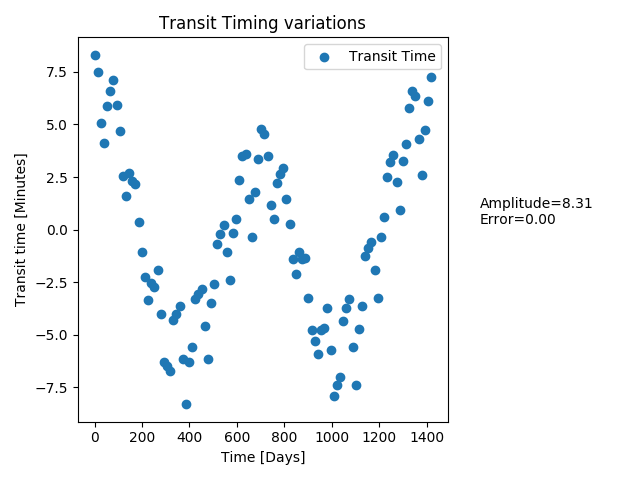 Transit Timing variations
Transit Time
Transit time [Minutes]
7.5
5.0
2.5
0.0
−2.5
−5.0
−7.5
0 200 400 600 800 1000 1200 1400
Time [Days]
Amplitude=8.31
Error=0.00